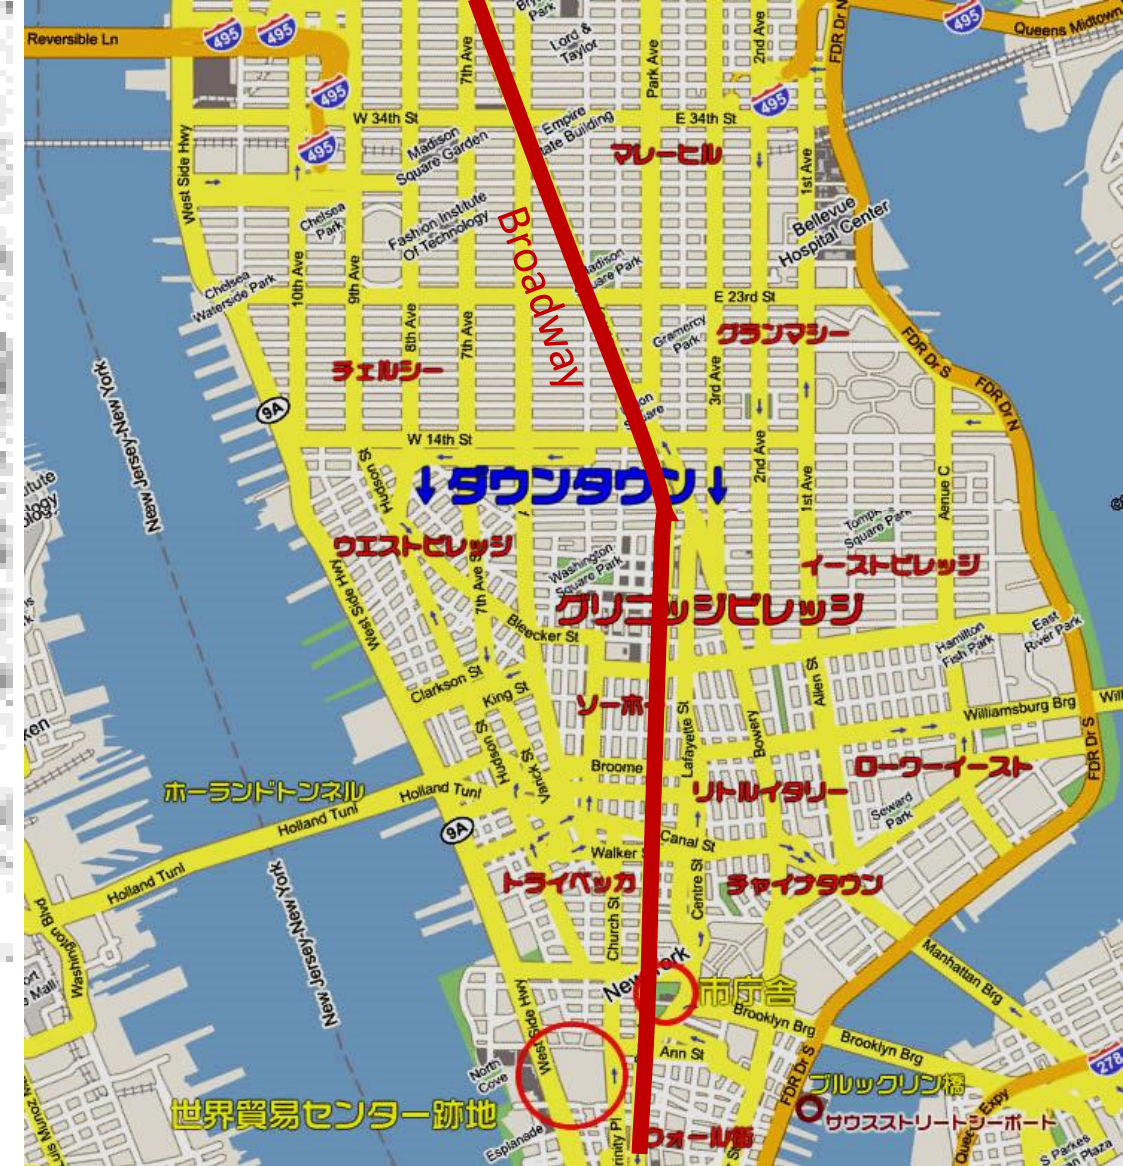 Reversible Ln
495
495
495
495
495
495
Queens Midtown
Lord &
Taylor
Park
7th Ave
Park Ave
2nd Ave
FDR Dr N
W 34th St
E 34th St
Empire
Building
Madison
Square Garden
マレーヒル
1st Ave
West Side Hwy
Chelsea
Park
Fashion Institute
Of Technology
Broadway
Bellevue
Hospital Center
Chelsea
Waterside Park
10th Ave
9th Ave
8th Ave
7th Ave
E 23rd St
Gramercy
Park
グランマシー
3rd Ave
チェルシー
FDR Dr S
FDR Dr N
9A
New Jersey-New York
W 14th St
Hudson St
↓ダウンタウン↓
2nd Ave
1st Ave
ウエストビレッジ
Washington
Square Park
イーストビレッジ
グリニッジビレッジ
West Side Hwy
7th Ave S
Bleecker St
Hamilton
Fish Park
East
River Park
Clarkson St
King St
Allen St
ソーホー
Lafayette St
Bowery
Williamsburg Brg
Will
Hudson St
Varick St
Broome
FDR Dr S
ローワーイースト
ホーランドトンネル
Holland Tunl
Holland Tunl
Holland Tunl
リトルイタリー
Seward
Park
9A
Canal St
Walker
トライベッカ
チャイナタウン
Centre St
Church St
New Jersey-New York
Washington Blvd
Manhattan Brg
New York
市庁舎
Brooklyn Brg
Brooklyn Brg
West Side Hwy
Ann St
North
Cove
FDR Dr S
278
ブルックリン橋
世界貿易センター跡地
サウスストリートシーポート
Esplanade
ウォール街
Expy
S Parkes
Plaza